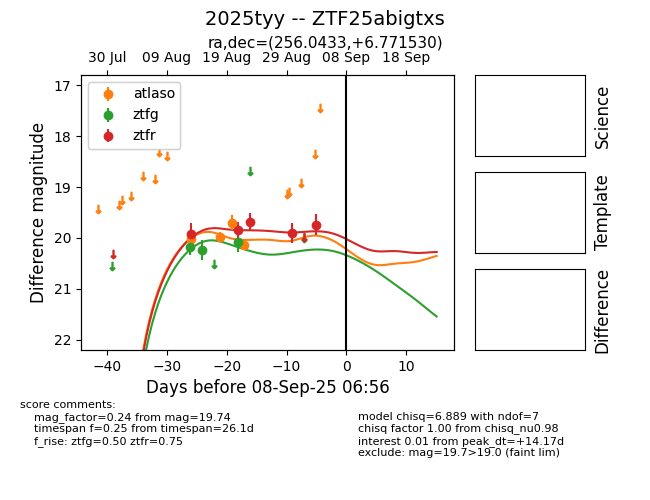 2025tyy -- ZTF25abigtxs
ra,dec=(256.0433,+6.771530)
30 Jul 09 Aug 19 Aug 29 Aug 08 Sep 18 Sep
atlaso
ztfg
ztfr
17
18
19
20
21
22
Difference magnitude
−40 −30 −20 −10 0 10
Days before 08-Sep-25 06:56
Science
Template
Difference
score comments:
mag_factor=0.24 from mag=19.74
timespan f=0.25 from timespan=26.1d
f_rise: ztfg=0.50 ztfr=0.75
model chisq=6.889 with ndof=7
chisq factor 1.00 from chisq_nu0.98
interest 0.01 from peak_dt=+14.17d
exclude: mag=19.7>19.0 (faint lim)